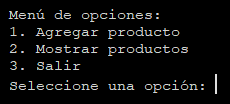 Menú de opciones:
1. Agregar producto
2. Mostrar productos
3. Salir
Seleccione una opción: